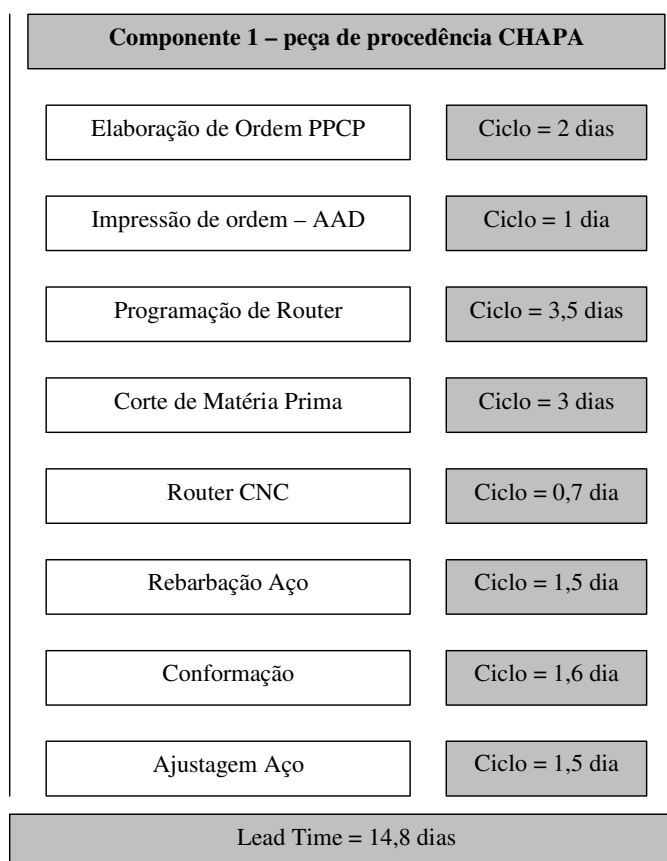 Componente 1 – peça de procedência CHAPA
Elaboração de Ordem PPCP Ciclo = 2 dias
Impressão de ordem – AAD Ciclo = 1 dia
Programação de Router Ciclo = 3,5 dias
Corte de Matéria Prima Ciclo = 3 dias
Router CNC Ciclo = 0,7 dia
Rebarbação Aço Ciclo = 1,5 dia
Conformação Ciclo = 1,6 dia
Ajustagem Aço Ciclo = 1,5 dia
Lead Time = 14,8 dias